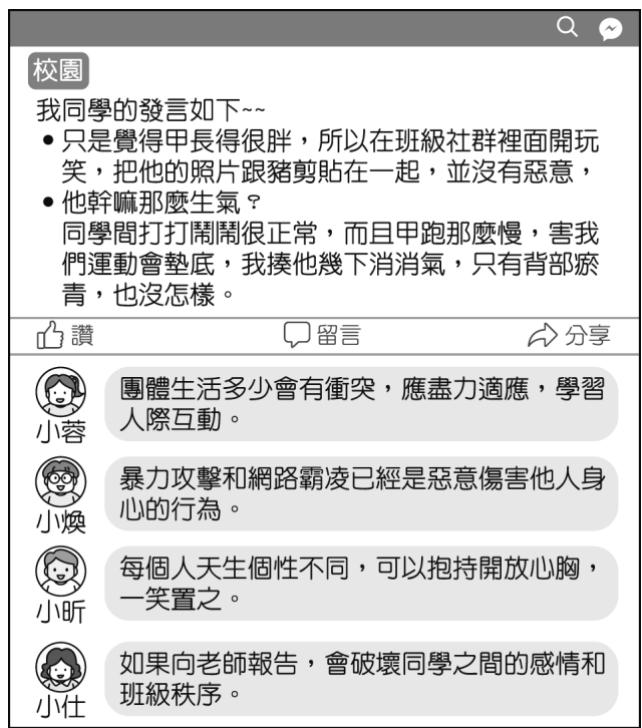 校園
我同學的發言如下~~
• 只是覺得甲長得很胖，所以在班級社群裡面開玩
笑，把他的照片跟豬剪貼在一起，並沒有惡意，
• 他幹嘛那麼生氣？
同學間打打鬧鬧很正常，而且甲跑那麼慢，害我
們運動會墊底，我揍他幾下消消氣，只有背部瘀
青，也沒怎樣。
讚 留言 分享
團體生活多少會有衝突，應盡力適應，學習
人際互動。
小蓉
暴力攻擊和網路霸凌已經是惡意傷害他人身
心的行為。
小煥
每個人天生個性不同，可以抱持開放心胸，
一笑置之。
小昕
如果向老師報告，會破壞同學之間的感情和
班級秩序。
小仕